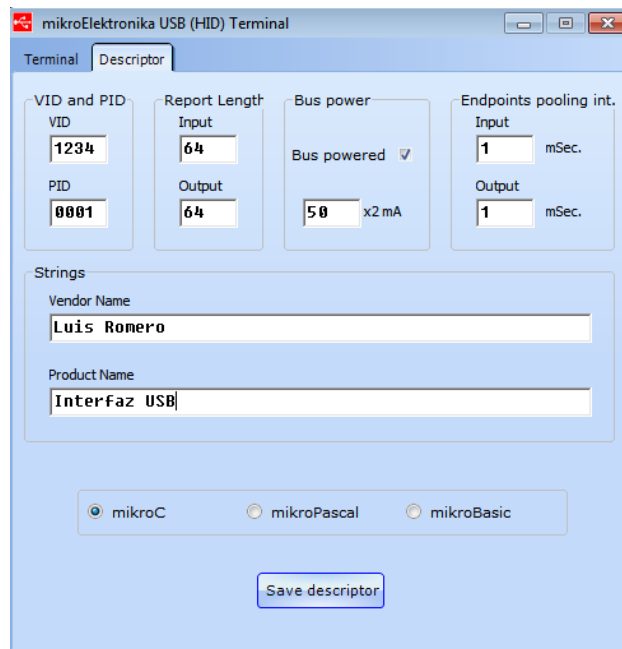 mikroElektronika USB (HID) Terminal
Terminal Descriptor
VID and PID
VID
1234
PID
0001
Report Length
Input
64
Output
64
Bus power
Bus powered
50 x2 mA
Endpoints pooling int.
Input
1 mSec.
Output
1 mSec.
Strings
Vendor Name
Luis Romero
Product Name
Interfaz USB
mikroC mikroPascal mikroBasic
Save descriptor